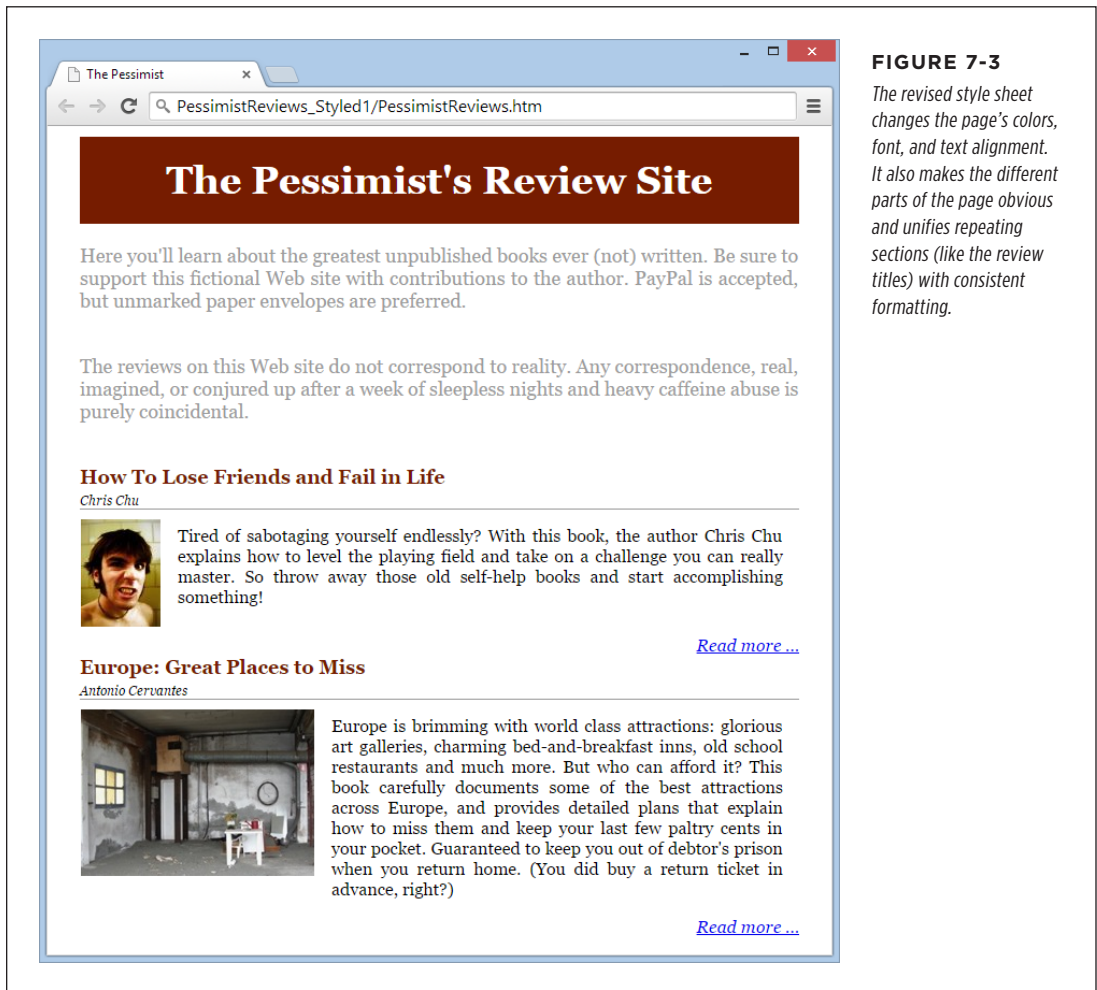 The Pessimist
PessimistReviews_Styled1/PessimistReviews.htm
The Pessimist's Review Site
Here you'll learn about the greatest unpublished books ever (not) written. Be sure to
support this fictional Web site with contributions to the author. PayPal is accepted,
but unmarked paper envelopes are preferred.
The reviews on this Web site do not correspond to reality. Any correspondence, real,
imagined, or conjured up after a week of sleepless nights and heavy caffeine abuse is
purely coincidental.
How To Lose Friends and Fail in Life
Chris Chu
Tired of sabotaging yourself endlessly? With this book, the author Chris Chu
explains how to level the playing field and take on a challenge you can really
master. So throw away those old self-help books and start accomplishing
something!
Read more ...
Europe: Great Places to Miss
Antonio Cervantes
Europe is brimming with world class attractions: glorious
art galleries, charming bed-and-breakfast inns, old school
restaurants and much more. But who can afford it? This
book carefully documents some of the best attractions
across Europe, and provides detailed plans that explain
how to miss them and keep your last few paltry cents in
your pocket. Guaranteed to keep you out of debtor's prison
when you return home. (You did buy a return ticket in
advance, right?)
Read more ...
FIGURE 7-3
The revised style sheet
changes the page's colors,
font, and text alignment.
It also makes the different
parts of the page obvious
and unifies repeating
sections (like the review
titles) with consistent
formatting.